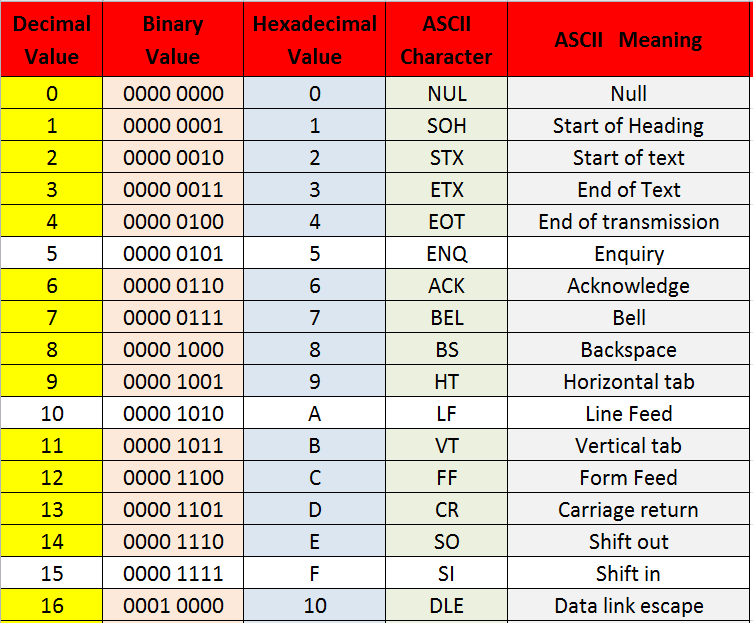 Decimal Value Binary Value Hexadecimal Value ASCII Character ASCII Meaning
0 0000 0000 0 NUL Null
1 0000 0001 1 SOH Start of Heading
2 0000 0010 2 STX Start of text
3 0000 0011 3 ETX End of Text
4 0000 0100 4 EOT End of transmission
5 0000 0101 5 ENQ Enquiry
6 0000 0110 6 ACK Acknowledge
7 0000 0111 7 BEL Bell
8 0000 1000 8 BS Backspace
9 0000 1001 9 HT Horizontal tab
10 0000 1010 A LF Line Feed
11 0000 1011 B VT Vertical tab
12 0000 1100 C FF Form Feed
13 0000 1101 D CR Carriage return
14 0000 1110 E SO Shift out
15 0000 1111 F SI Shift in
16 0001 0000 10 DLE Data link escape